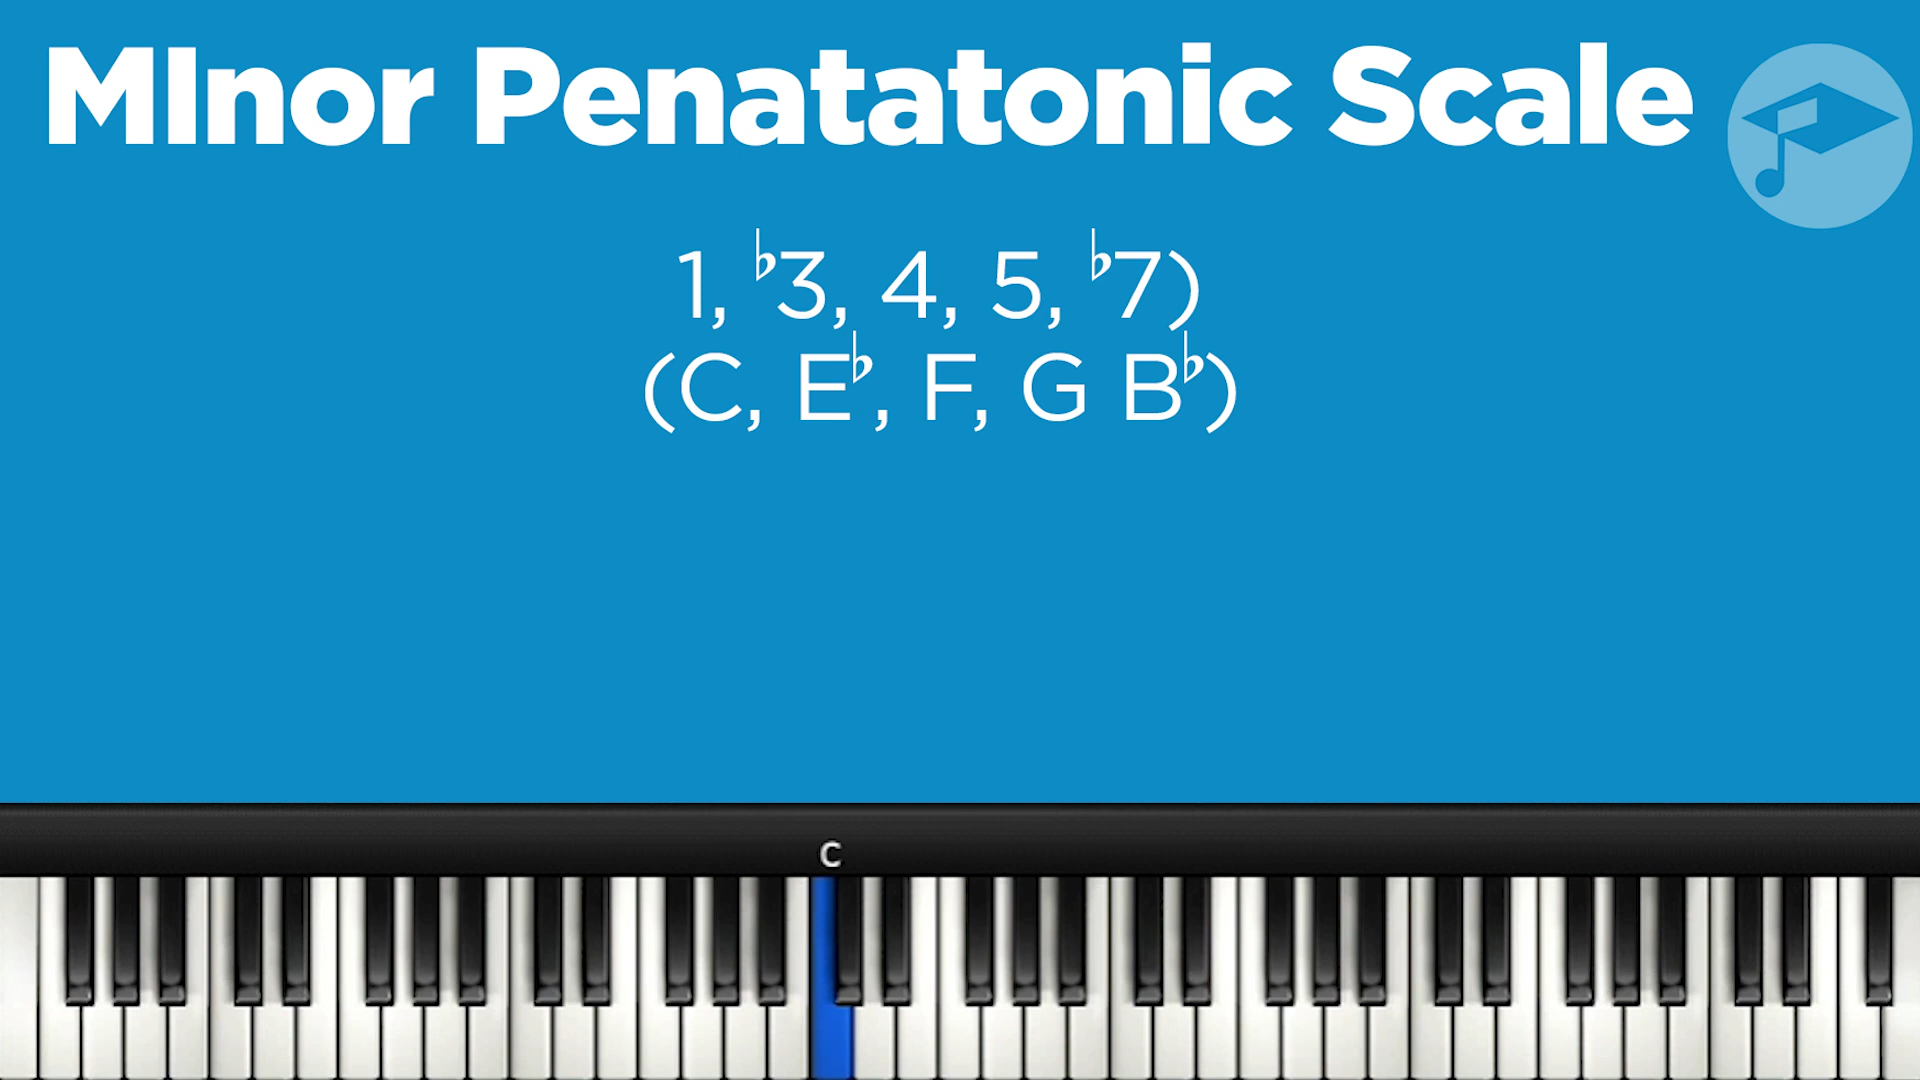 MInor Penatatonic Scale
1, ♭3, 4, 5, ♭7)
(C, E♭, F, G B♭)
C